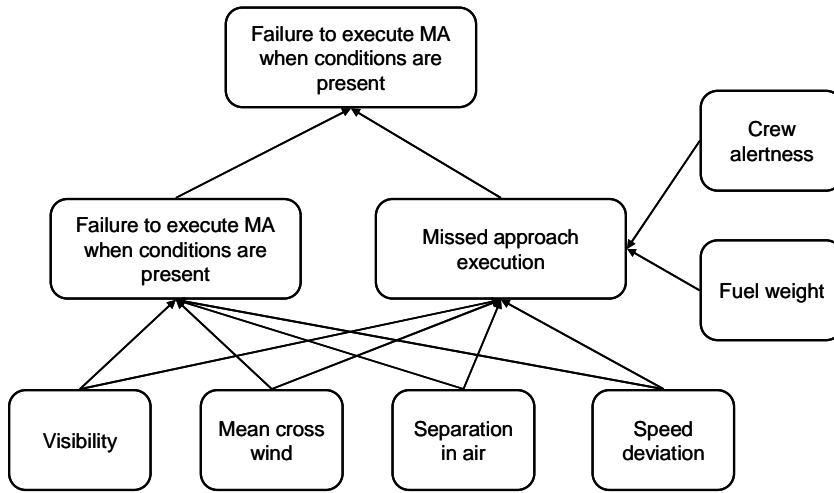 Failure to execute MA
when conditions are
present
Crew
alertness
Failure to execute MA
when conditions are
present
Missed approach
execution
Fuel weight
Visibility
Mean cross
wind
Separation
in air
Speed
deviation